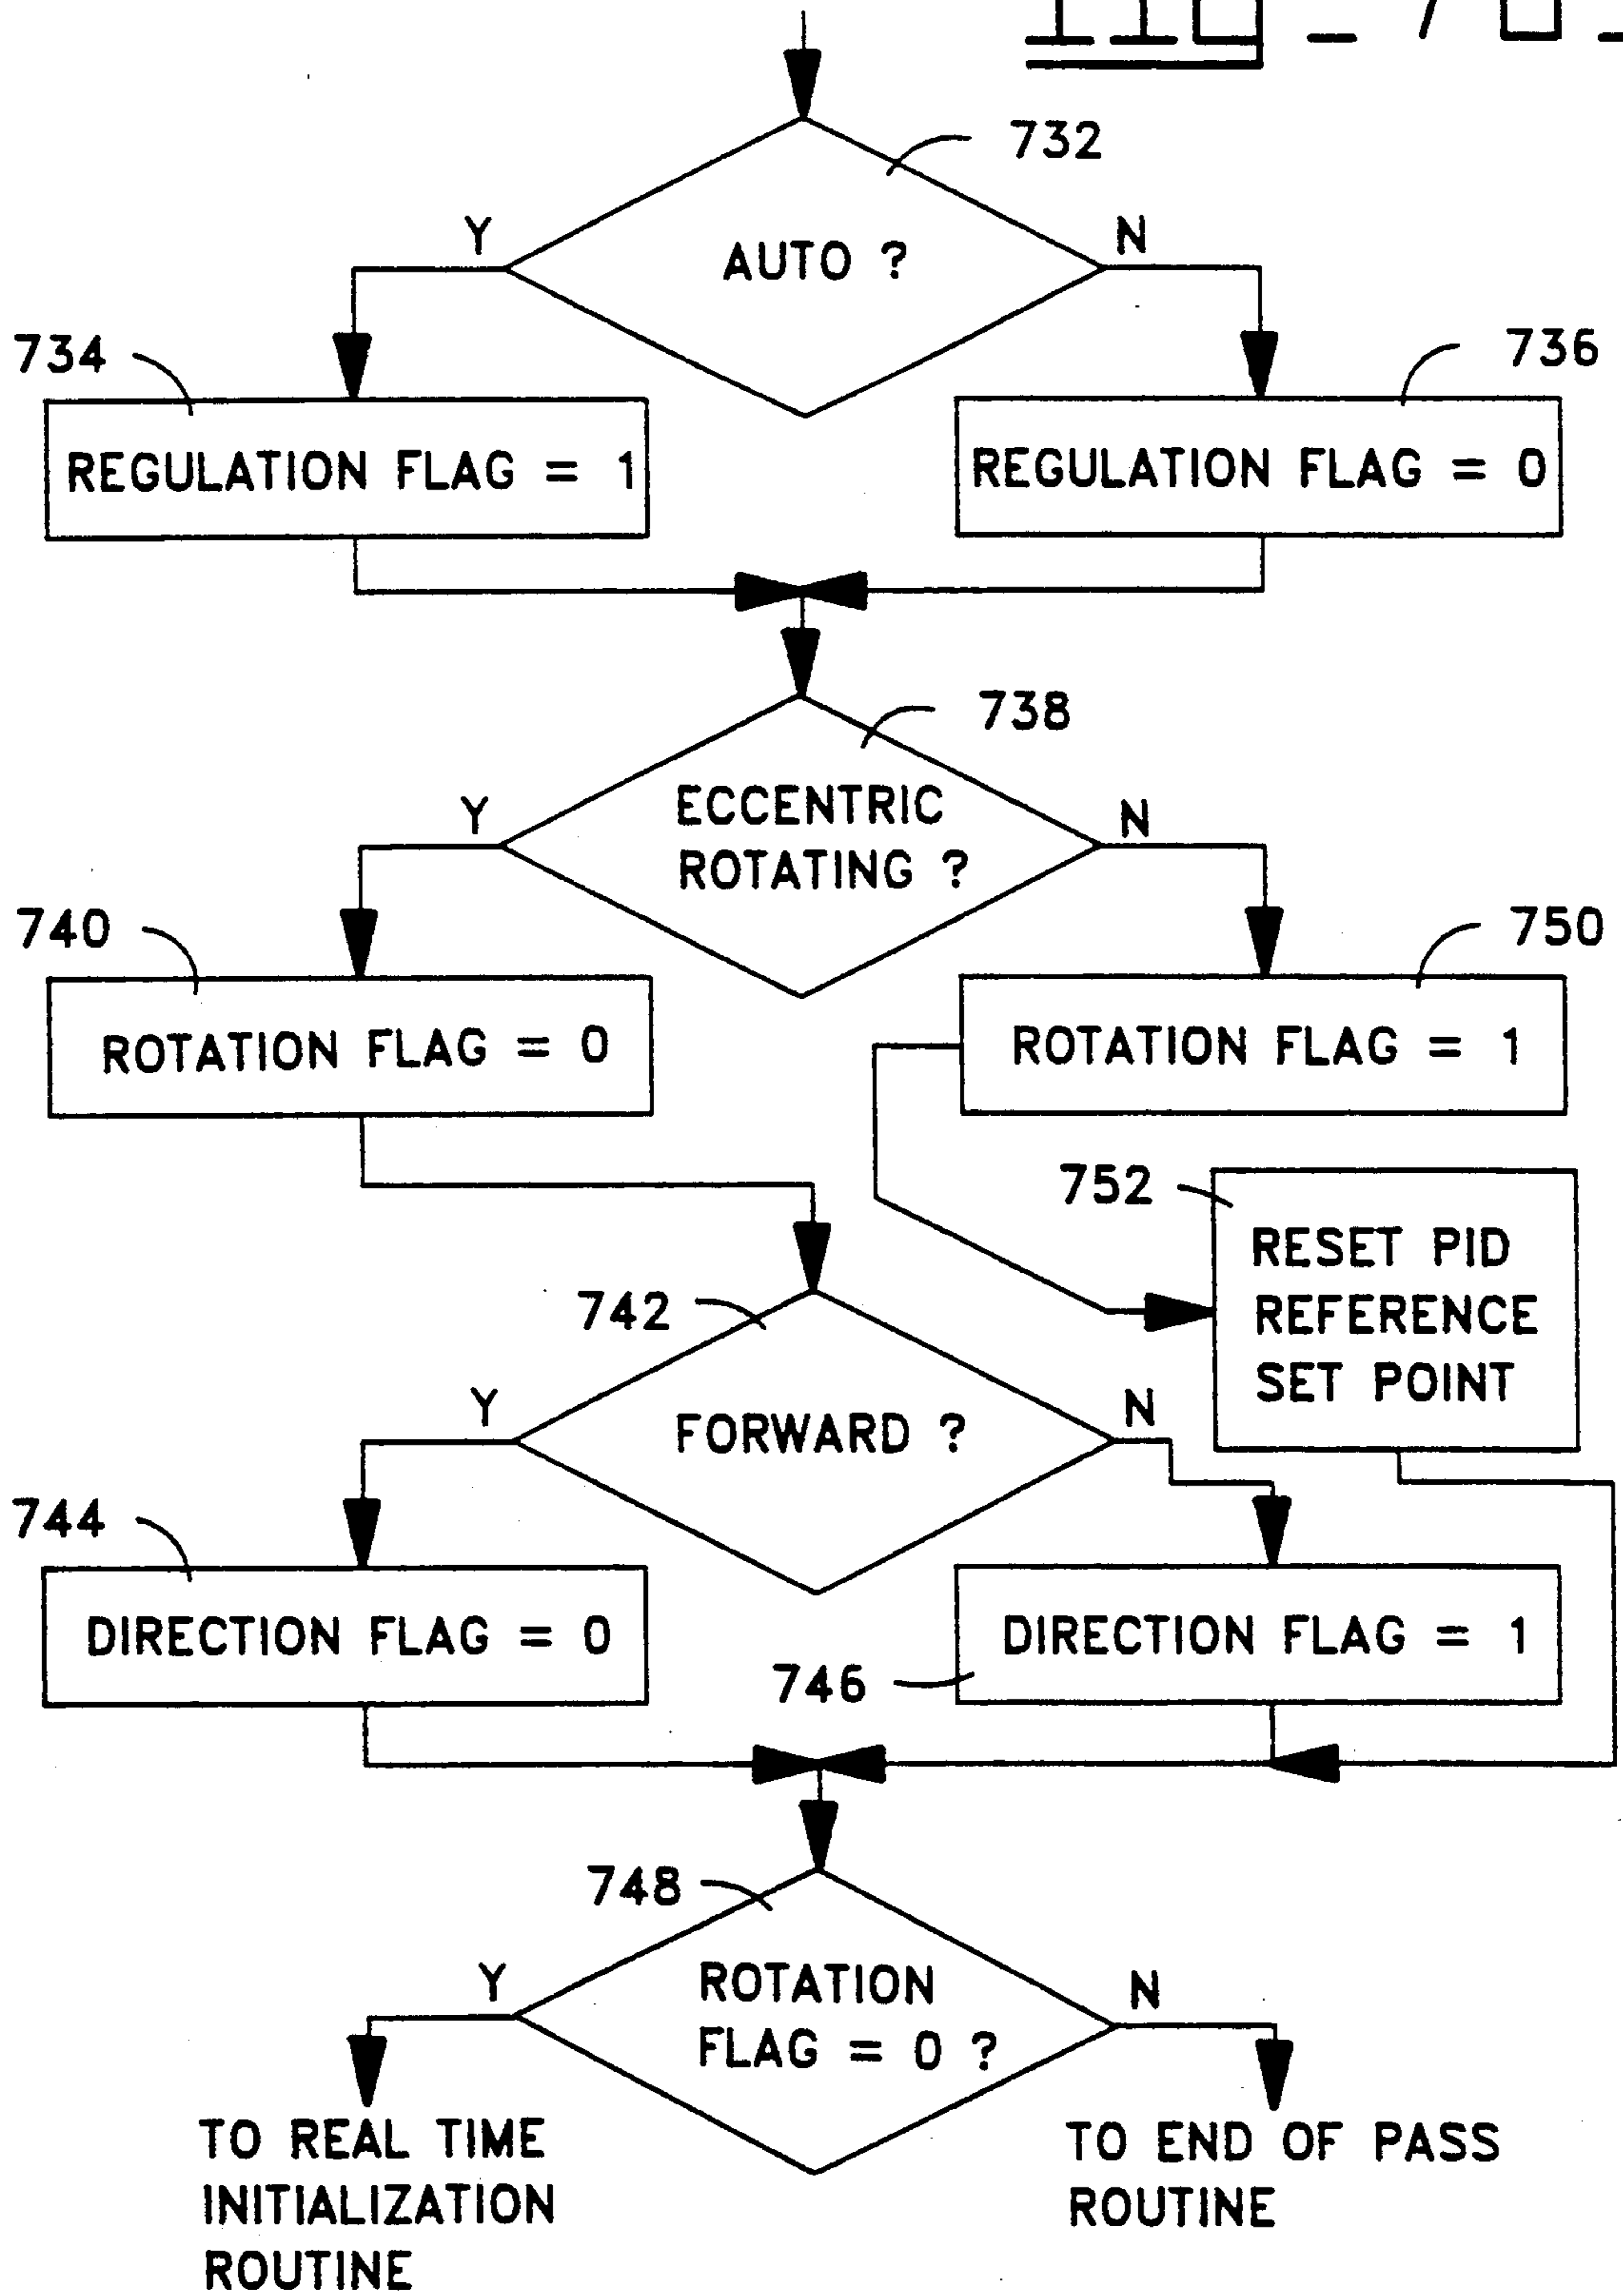 732
Y
AUTO ?
N
734
736
REGULATION FLAG = 1
REGULATION FLAG = 0
738
Y
ECCENTRIC
ROTATING ?
N
740
750
ROTATION FLAG = 0
ROTATION FLAG = 1
752
RESET PID
REFERENCE
SET POINT
742
Y
FORWARD ?
N
744
DIRECTION FLAG = 0
DIRECTION FLAG = 1
746
748
Y
ROTATION
FLAG = 0 ?
N
TO REAL TIME
INITIALIZATION
ROUTINE
TO END OF PASS
ROUTINE